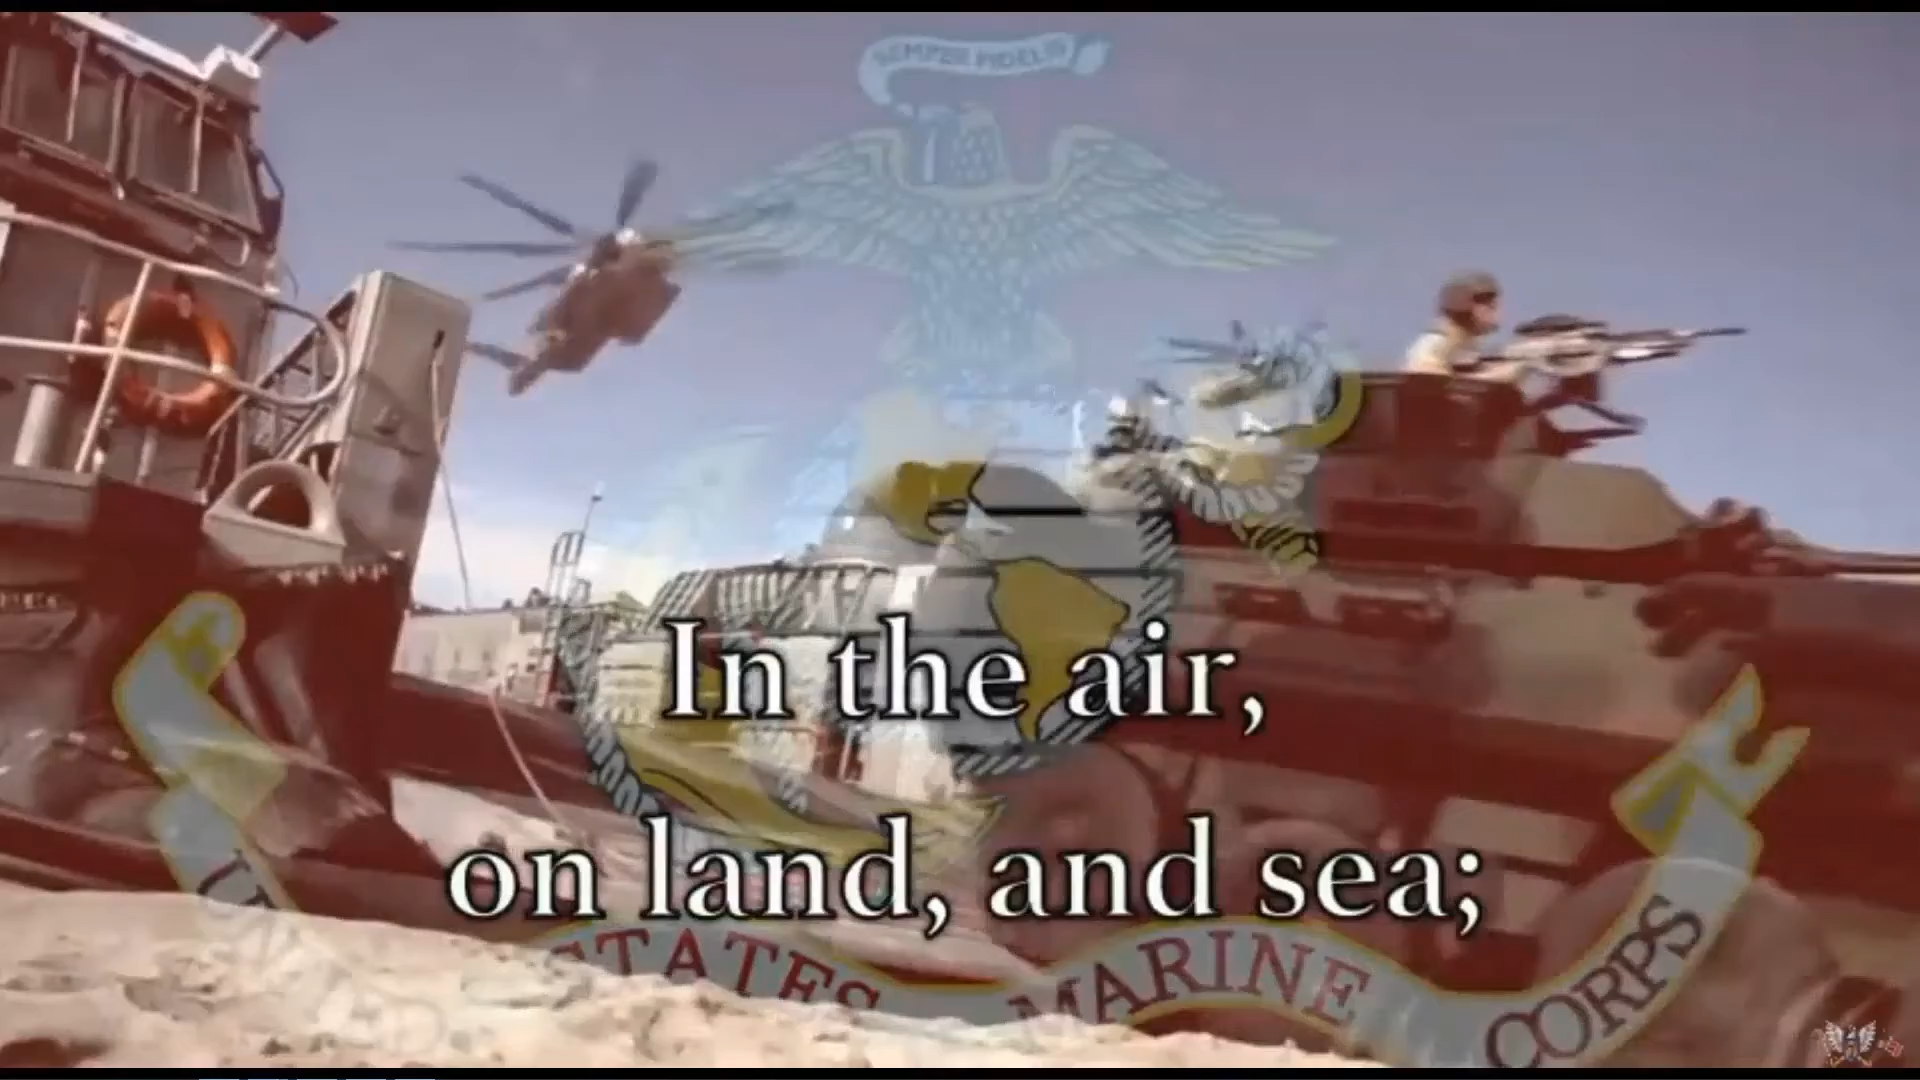 SEMPER FIDELIS
In the air,
on land, and sea;
STATES MARINE CORPS